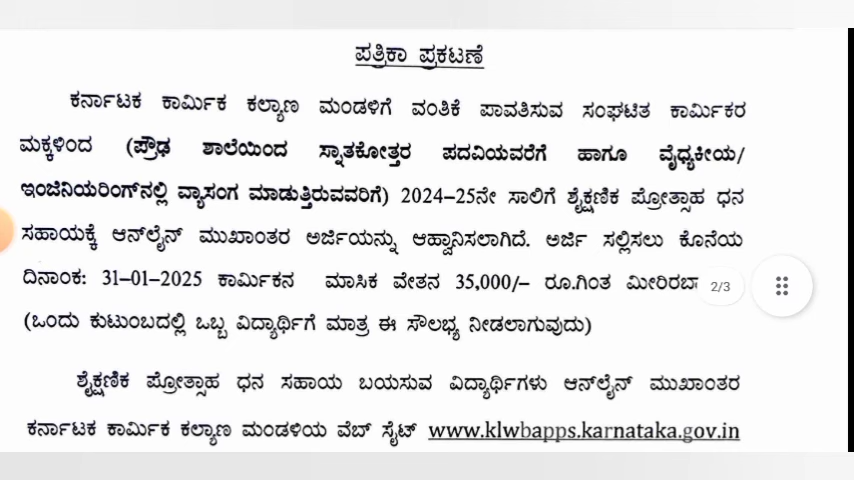 ಪತ್ರಿಕಾ ಪ್ರಕಟಣೆ
ಕರ್ನಾಟಕ ಕಾರ್ಮಿಕ ಕಲ್ಯಾಣ ಮಂಡಳಿಗೆ ವಂತಿಕೆ ಪಾವತಿಸುವ ಸಂಘಟಿತ ಕಾರ್ಮಿಕರ
ಮಕ್ಕಳಿಂದ (ಪ್ರೌಢ ಶಾಲೆಯಿಂದ ಸ್ನಾತಕೋತ್ತರ ಪದವಿಯವರೆಗೆ ಹಾಗೂ ವೈಧ್ಯಕೀಯ/
ಇಂಜಿನಿಯರಿಂಗ್‌ನಲ್ಲಿ ವ್ಯಾಸಂಗ ಮಾಡುತ್ತಿರುವವರಿಗೆ) 2024–25ನೇ ಸಾಲಿಗೆ ಶೈಕ್ಷಣಿಕ ಪ್ರೋತ್ಸಾಹ ಧನ
ಸಹಾಯಕ್ಕೆ ಆನ್‌ಲೈನ್ ಮುಖಾಂತರ ಅರ್ಜಿಯನ್ನು ಆಹ್ವಾನಿಸಲಾಗಿದೆ. ಅರ್ಜಿ ಸಲ್ಲಿಸಲು ಕೊನೆಯ
ದಿನಾಂಕ: 31–01–2025 ಕಾರ್ಮಿಕನ ಮಾಸಿಕ ವೇತನ 35,000/– ರೂ.ಗಿಂತ 2/3
(ಒಂದು ಕುಟುಂಬದಲ್ಲಿ ಒಬ್ಬ ವಿದ್ಯಾರ್ಥಿಗೆ ಮಾತ್ರ ಈ ಸೌಲಭ್ಯ ನೀಡಲಾಗುವುದು)
ಶೈಕ್ಷಣಿಕ ಪ್ರೋತ್ಸಾಹ ಧನ ಸಹಾಯ ಬಯಸುವ ವಿದ್ಯಾರ್ಥಿಗಳು ಆನ್‌ಲೈನ್ ಮುಖಾಂತರ
ಕರ್ನಾಟಕ ಕಾರ್ಮಿಕ ಕಲ್ಯಾಣ ಮಂಡಳಿಯ ವೆಬ್ ಸೈಟ್ www.klwbapps.karnataka.gov.in